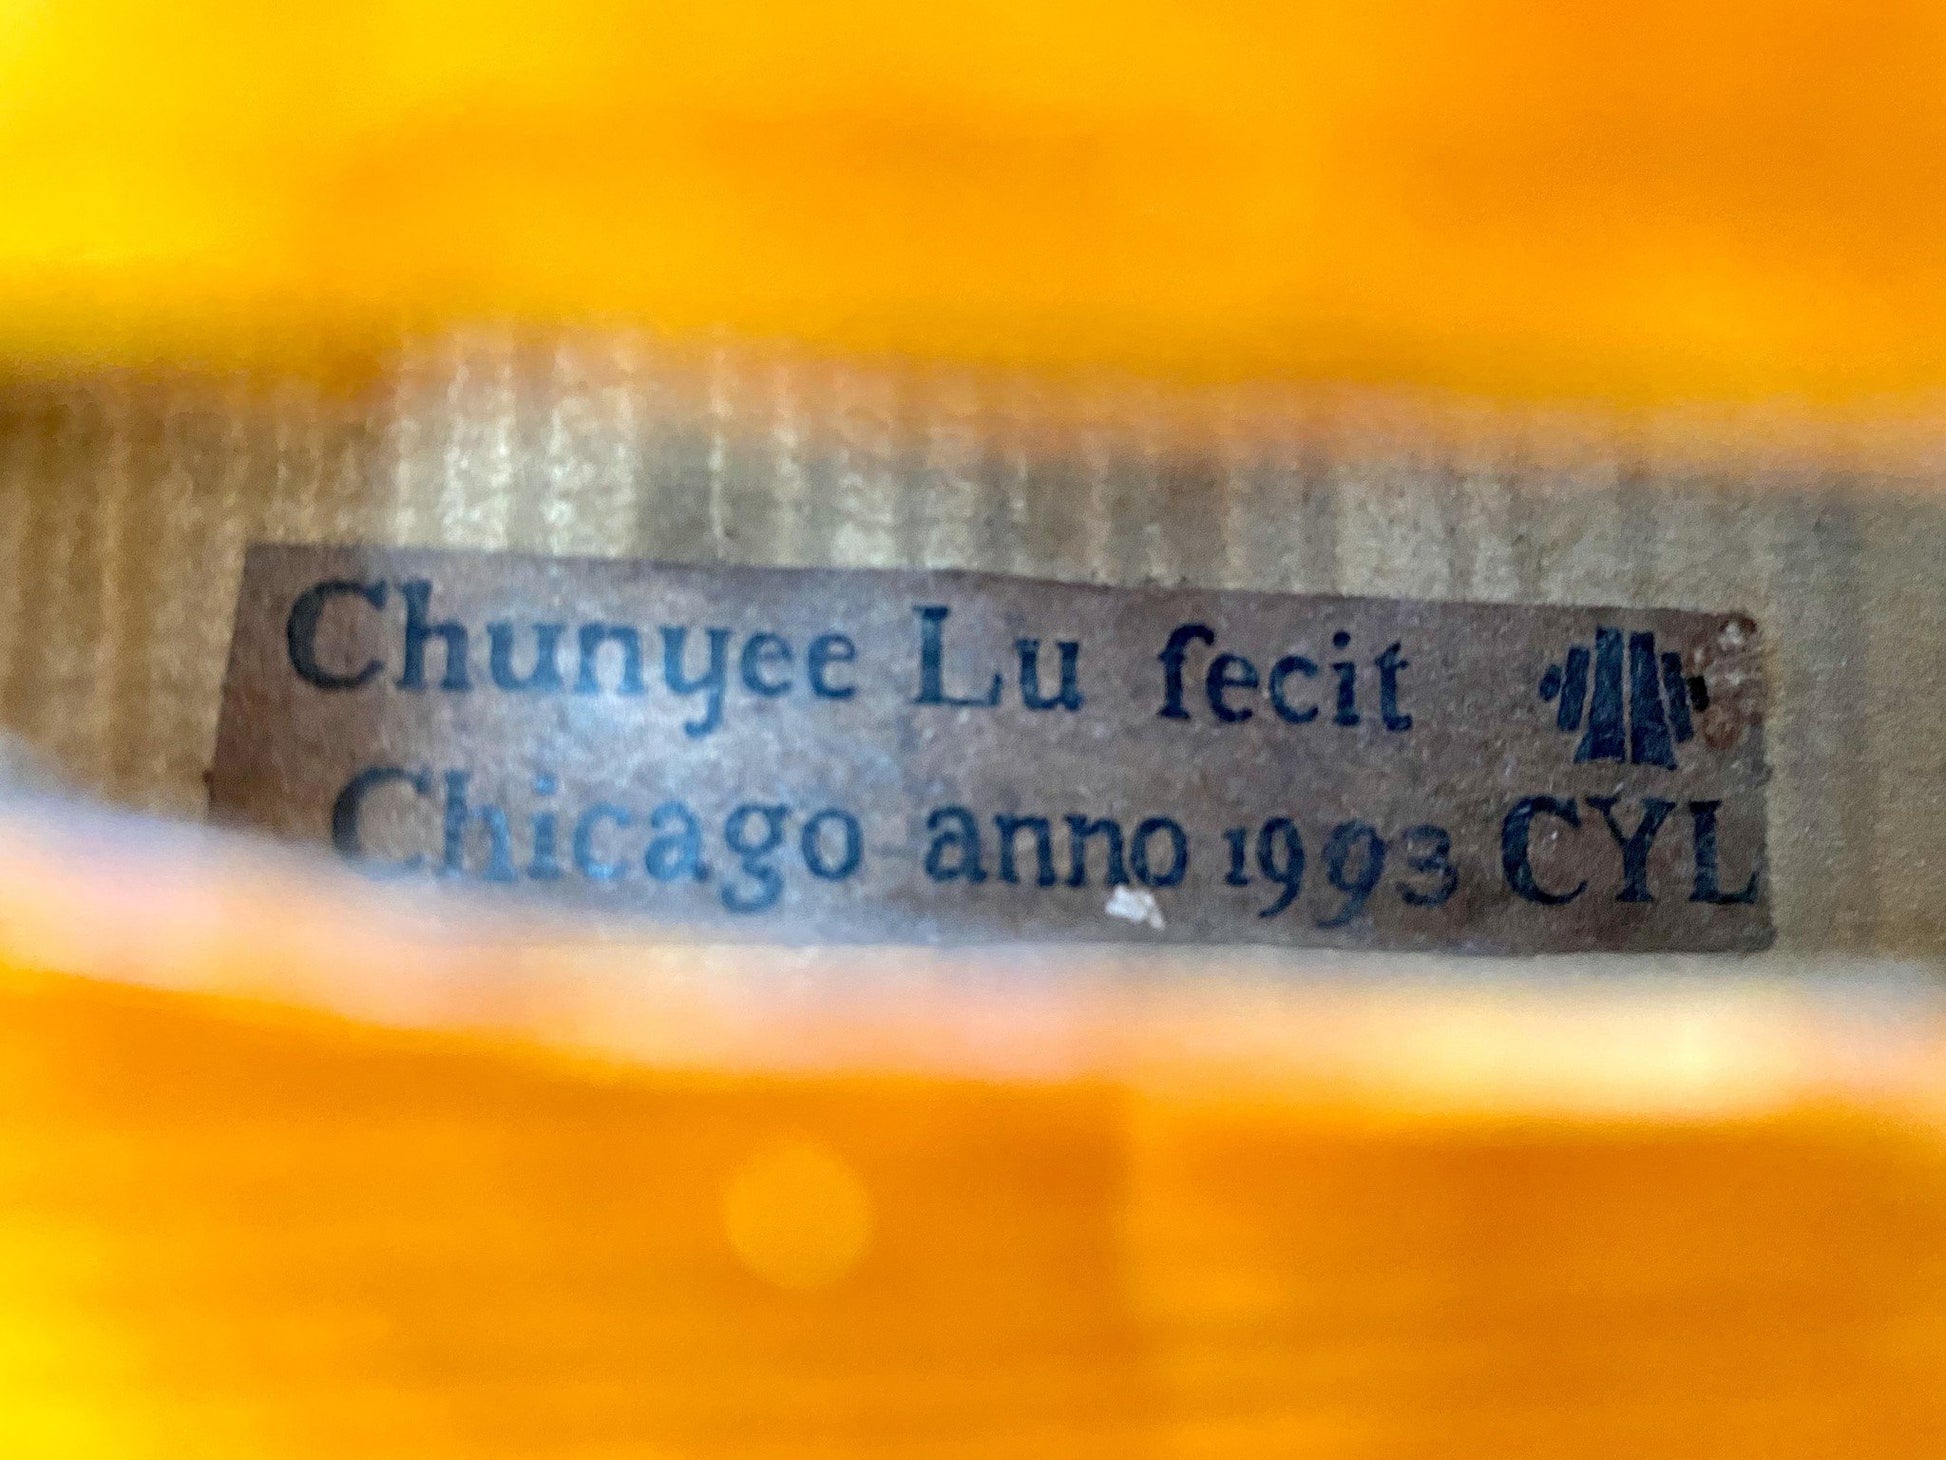 Chunyee Lu fecit
Chicago anno 1993 CYL